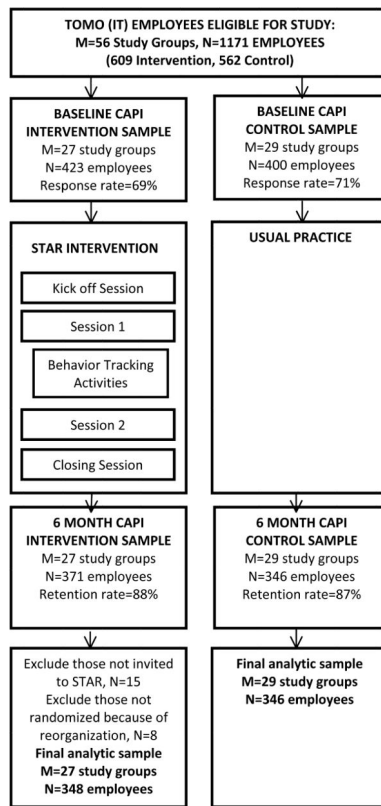 TOMO (IT) EMPLOYEES ELIGIBLE FOR STUDY:
M=56 Study Groups, N=1171 EMPLOYEES
(609 Intervention, 562 Control)
BASELINE CAPI
INTERVENTION SAMPLE
M=27 study groups
N=423 employees
Response rate=69%
BASELINE CAPI
CONTROL SAMPLE
M=29 study groups
N=400 employees
Response rate=71%
STAR INTERVENTION
Kick off Session
Session 1
Behavior Tracking
Activities
Session 2
Closing Session
USUAL PRACTICE
6 MONTH CAPI
INTERVENTION SAMPLE
M=27 study groups
N=371 employees
Retention rate=88%
6 MONTH CAPI
CONTROL SAMPLE
M=29 study groups
N=346 employees
Retention rate=87%
Exclude those not invited
to STAR, N=15
Exclude those not
randomized because of
reorganization, N=8
Final analytic sample
M=27 study groups
N=348 employees
Final analytic sample
M=29 study groups
N=346 employees